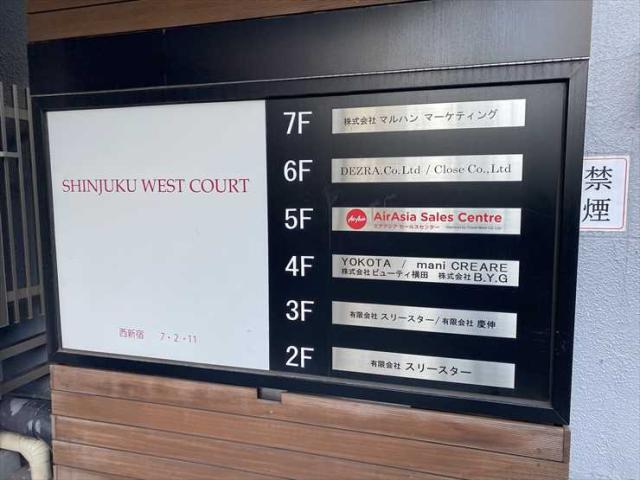 SHINJUKU WEST COURT
西新宿 7・2・11
7F 株式会社 マルハン マーケティング
6F DEZRA.Co.Ltd / Close Co.,Ltd
5F AirAsia AirAsia Sales Centre
エアアジア セールスセンター
4F YOKOTA / mani CREARE
株式会社 ビューティ横田 株式会社 B.Y.G
3F 有限会社 スリースター/有限会社 慶伸
2F 有限会社 スリースター
禁煙